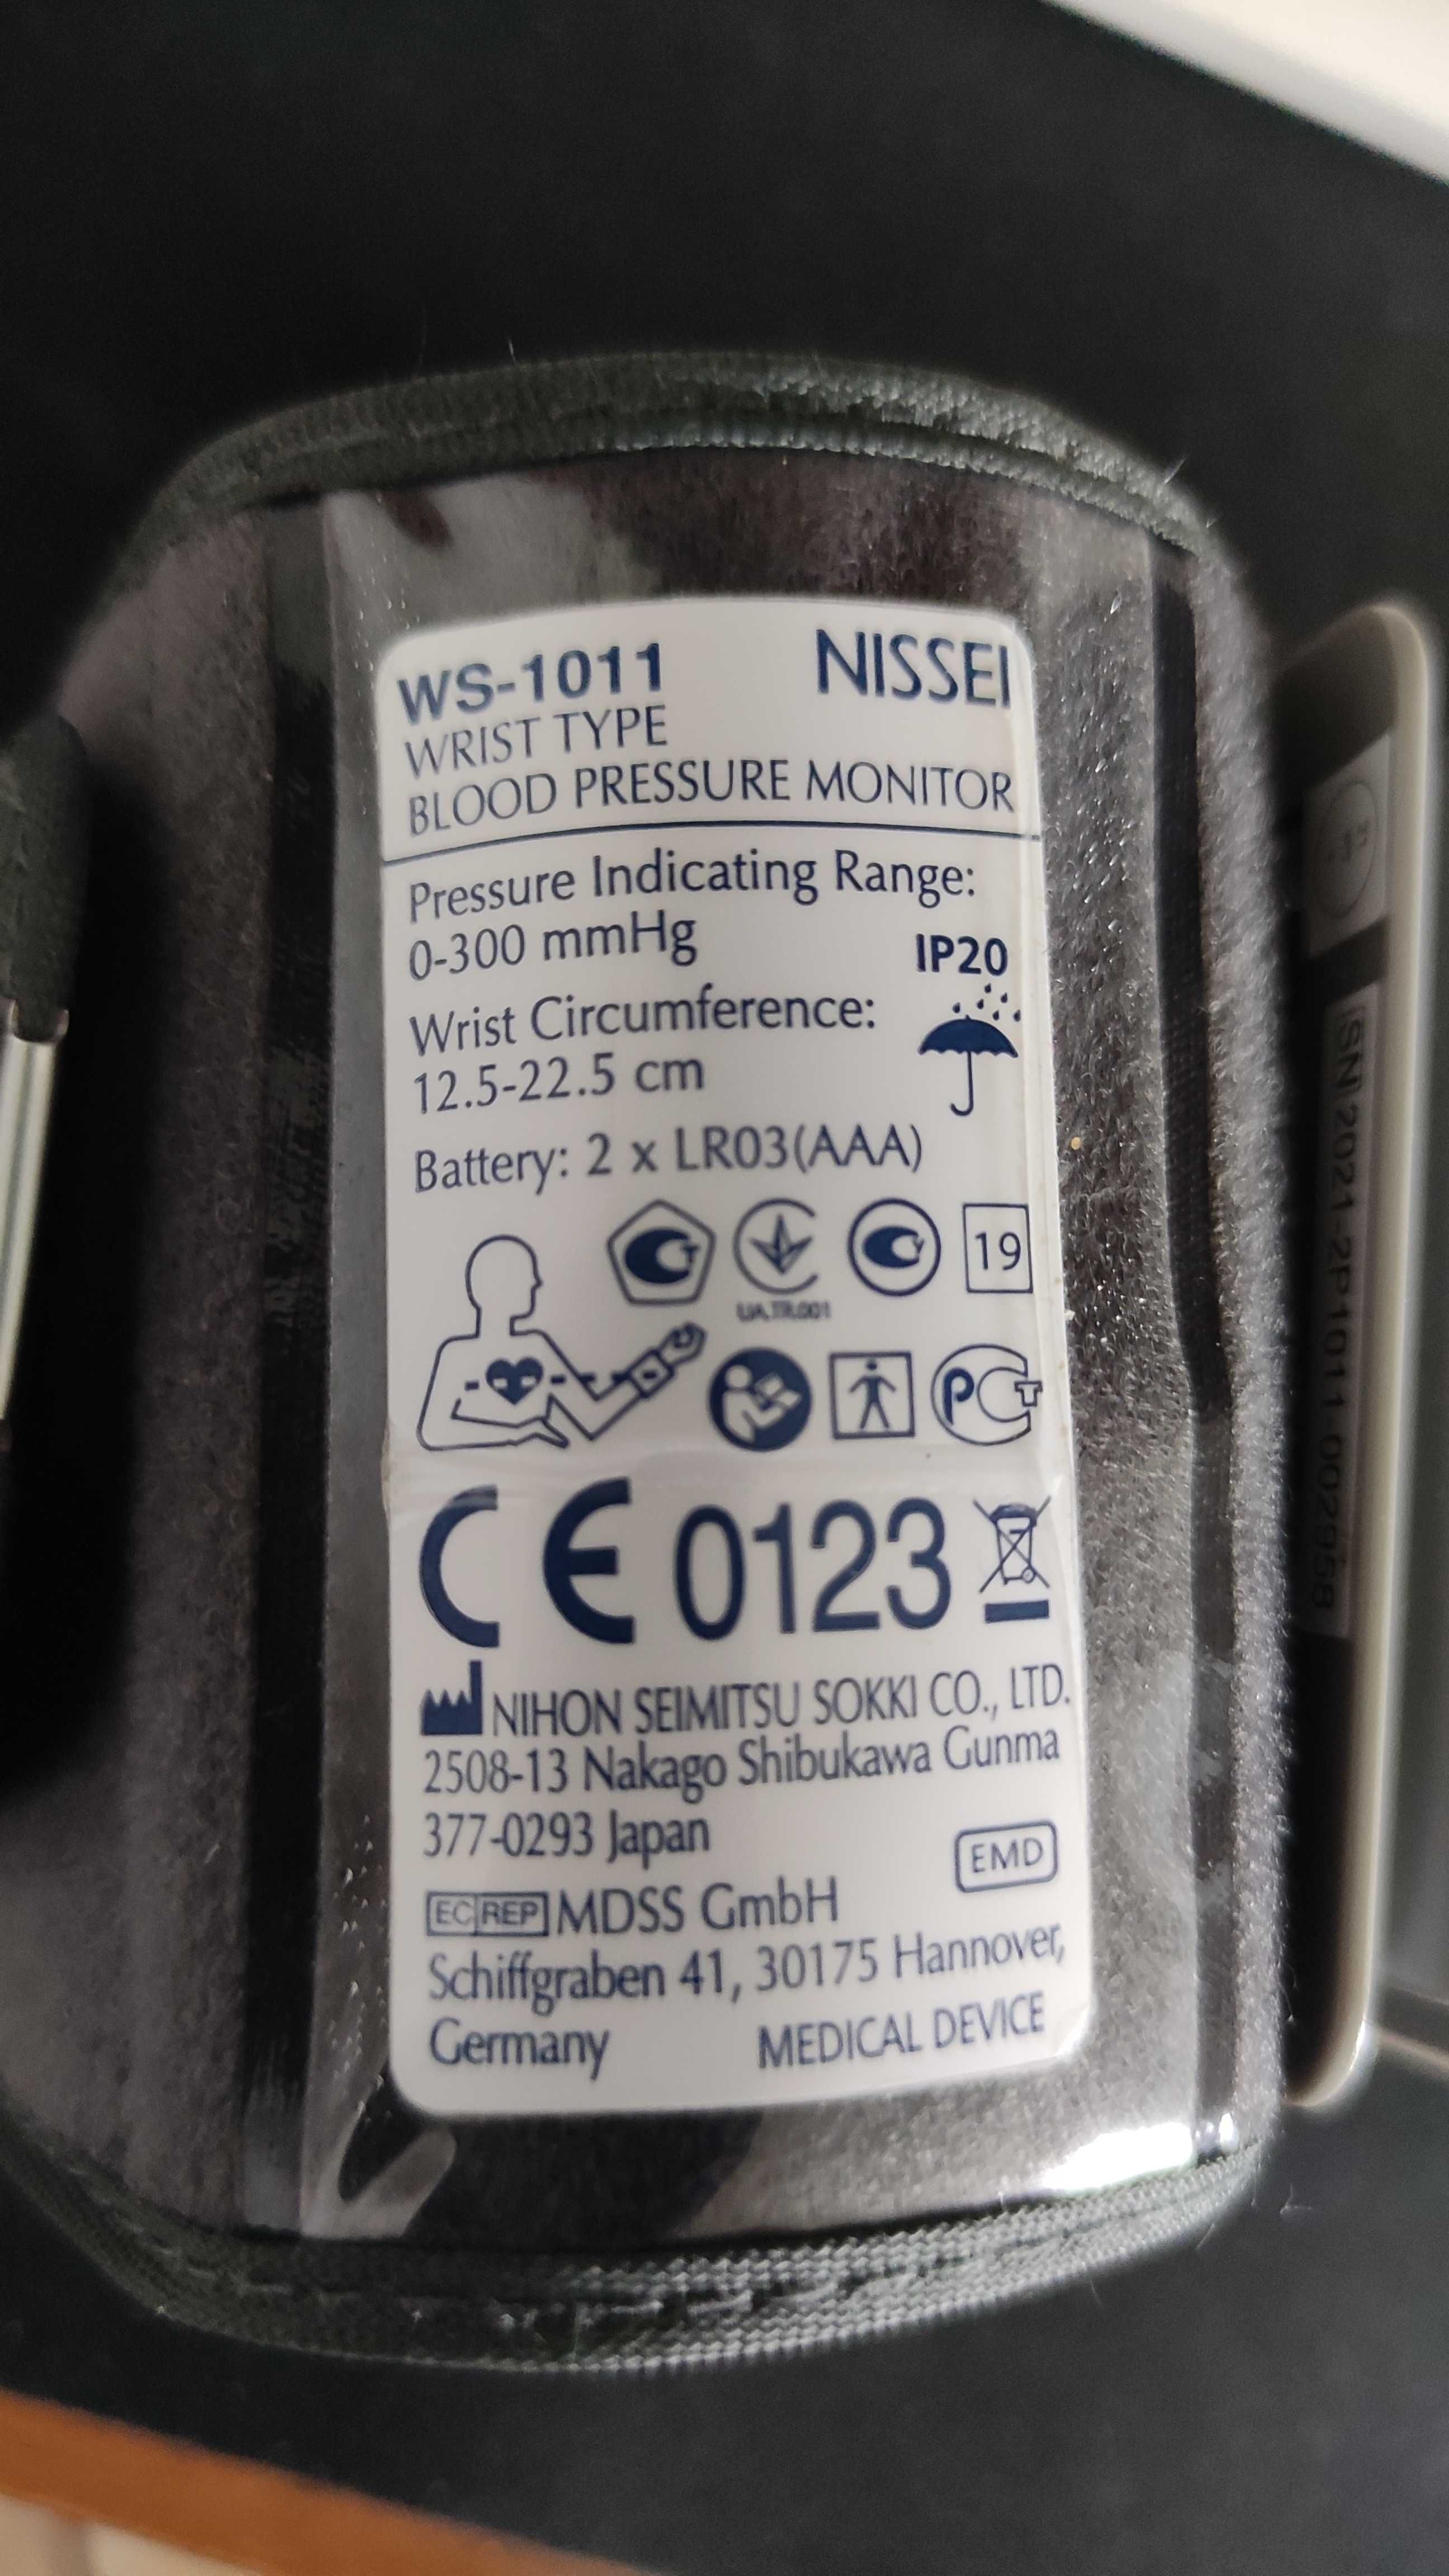 WS-1011 NISSEI
WRIST TYPE
BLOOD PRESSURE MONITOR
Pressure Indicating Range:
0-300 mmHg
IP20
Wrist Circumference:
12.5-22.5 cm
Battery: 2 x LR03(AAA)
19
UA.TR.001
PCT
CE 0123
NIHON SEIMITSU SOKKI CO., LTD.
2508-13 Nakago Shibukawa Gunma
377-0293 Japan
EMD
EC REP MDSS GmbH
Schiffgraben 41, 30175 Hannover,
Germany MEDICAL DEVICE
SN 2021-2P1011-002958